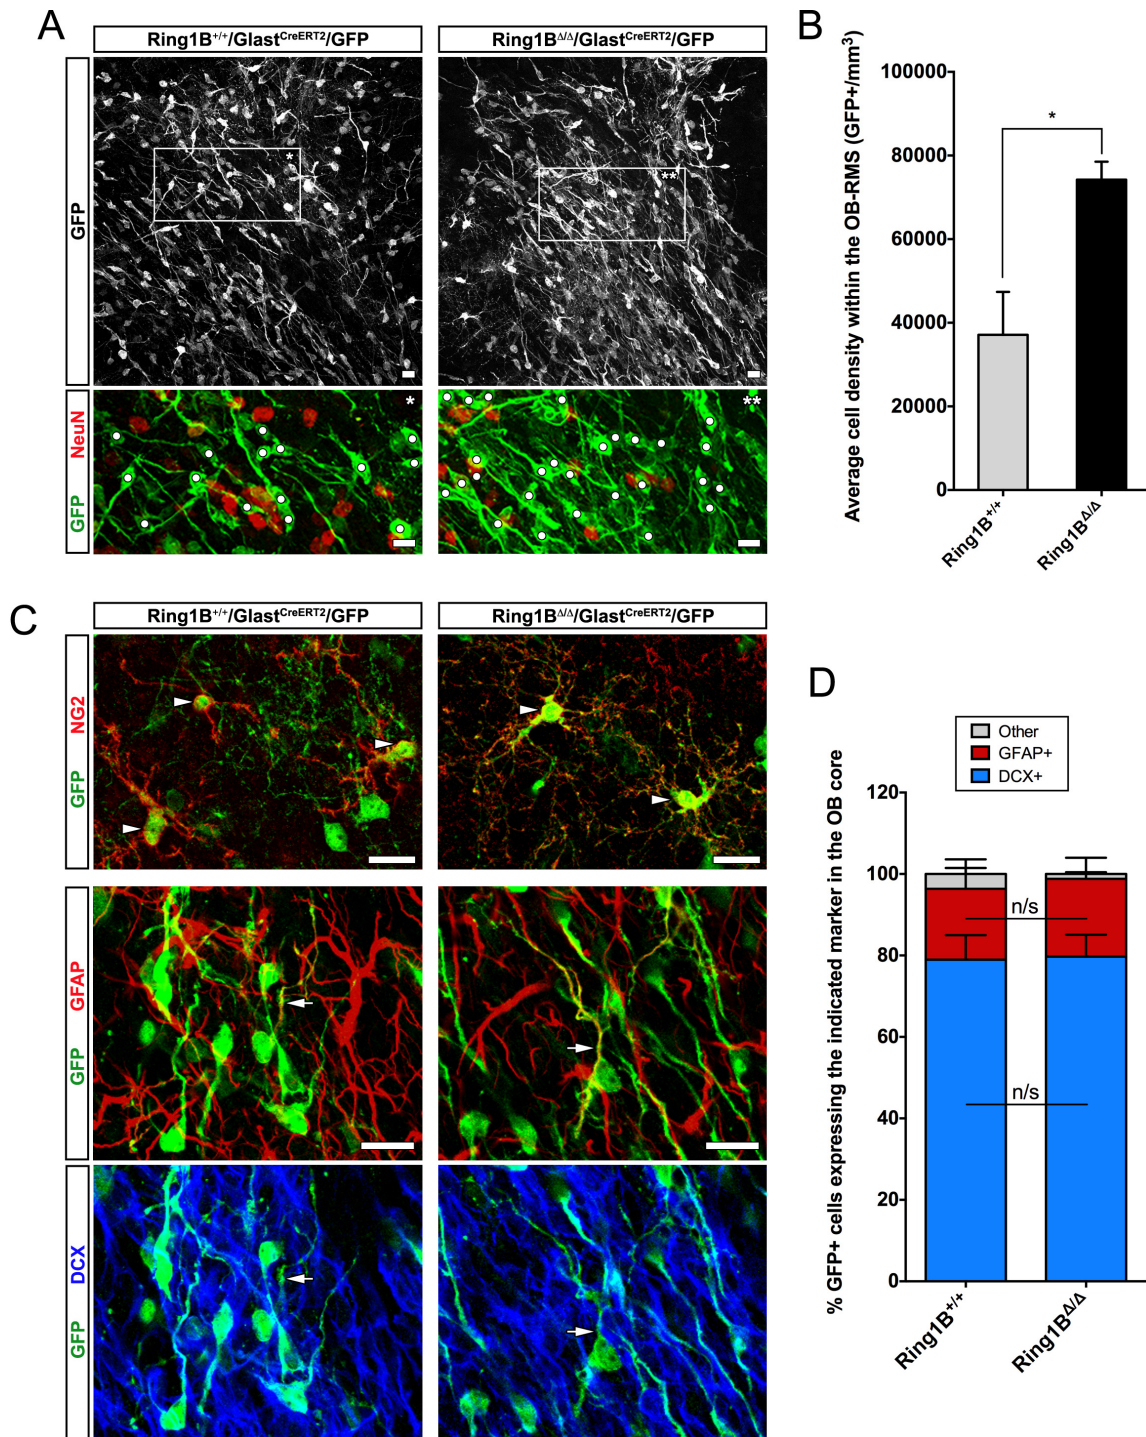 A
Ring1B+/+/GlastCreERT2/GFP
Ring1BΔ/Δ/GlastCreERT2/GFP
GFP
*
**
GFP NeuN
*
**
B
Average cell density within the OB-RMS (GFP+/mm³)
100000
80000
60000
40000
20000
0
*
Ring1B+/+
Ring1BΔ/Δ
C
Ring1B+/+/GlastCreERT2/GFP
Ring1BΔ/Δ/GlastCreERT2/GFP
GFP NG2
GFP GFAP
GFP DCX
D
Other
GFAP+
DCX+
% GFP+ cells expressing the indicated marker in the OB core
120
100
80
60
40
20
0
n/s
n/s
Ring1B+/+
Ring1BΔ/Δ